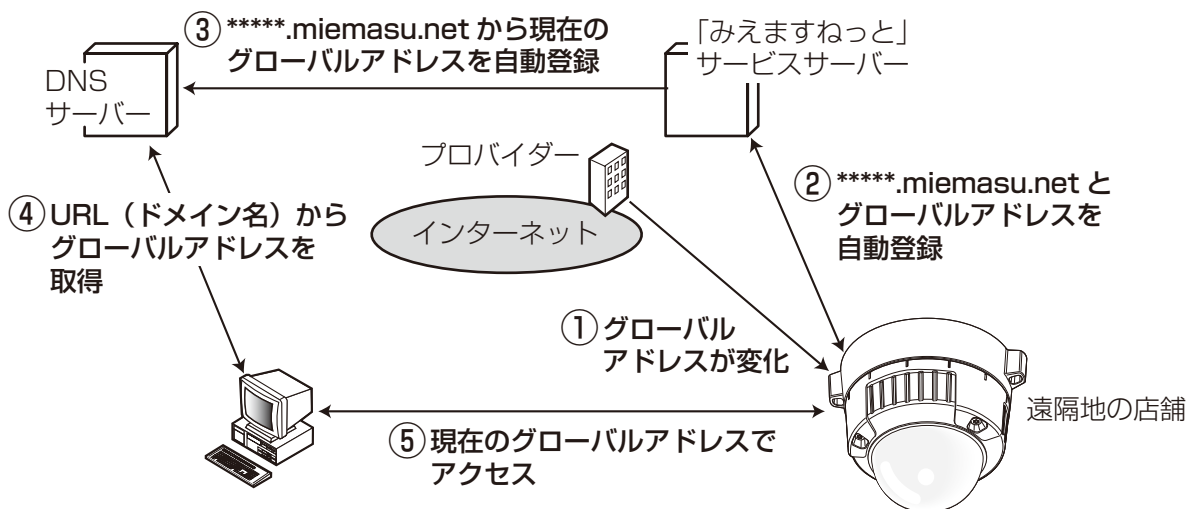 ③*****.miemasu.net から現在の
グローバルアドレスを自動登録
「みえますねっと」
サービスサーバー
DNS
サーバー
プロバイダー
インターネット
②*****.miemasu.net と
グローバルアドレスを
自動登録
④URL(ドメイン名)から
グローバルアドレスを
取得
①グローバル
アドレスが変化
遠隔地の店舗
⑤現在のグローバルアドレスで
アクセス